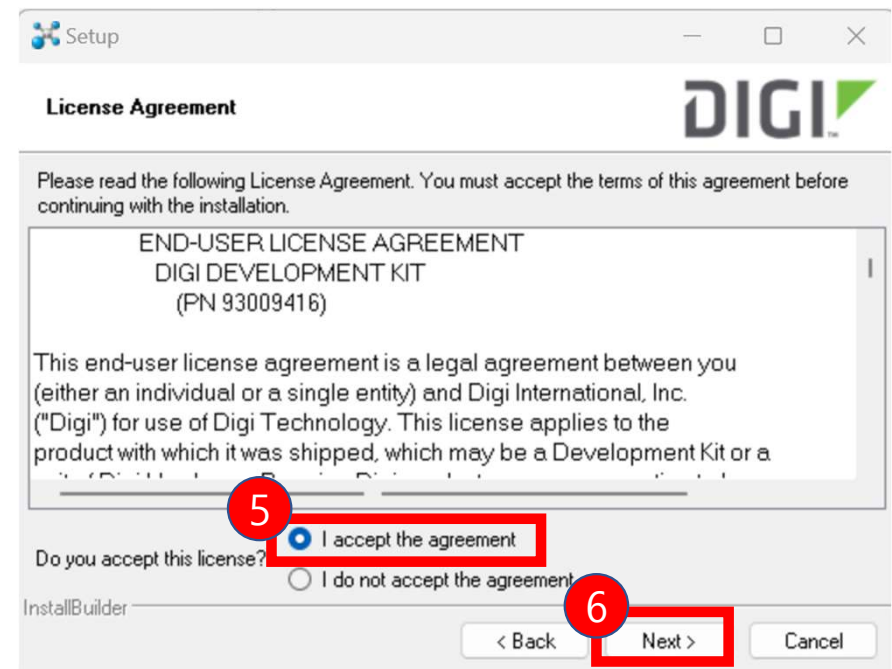 Setup
License Agreement
DIGI
Please read the following License Agreement. You must accept the terms of this agreement before
continuing with the installation.
END-USER LICENSE AGREEMENT
DIGI DEVELOPMENT KIT
(PN 93009416)
This end-user license agreement is a legal agreement between you
(either an individual or a single entity) and Digi International, Inc.
("Digi") for use of Digi Technology. This license applies to the
product with which it was shipped, which may be a Development Kit or a
5
I accept the agreement
Do you accept this license?
I do not accept the agreement
6
InstallBuilder
< Back
Next >
Cancel